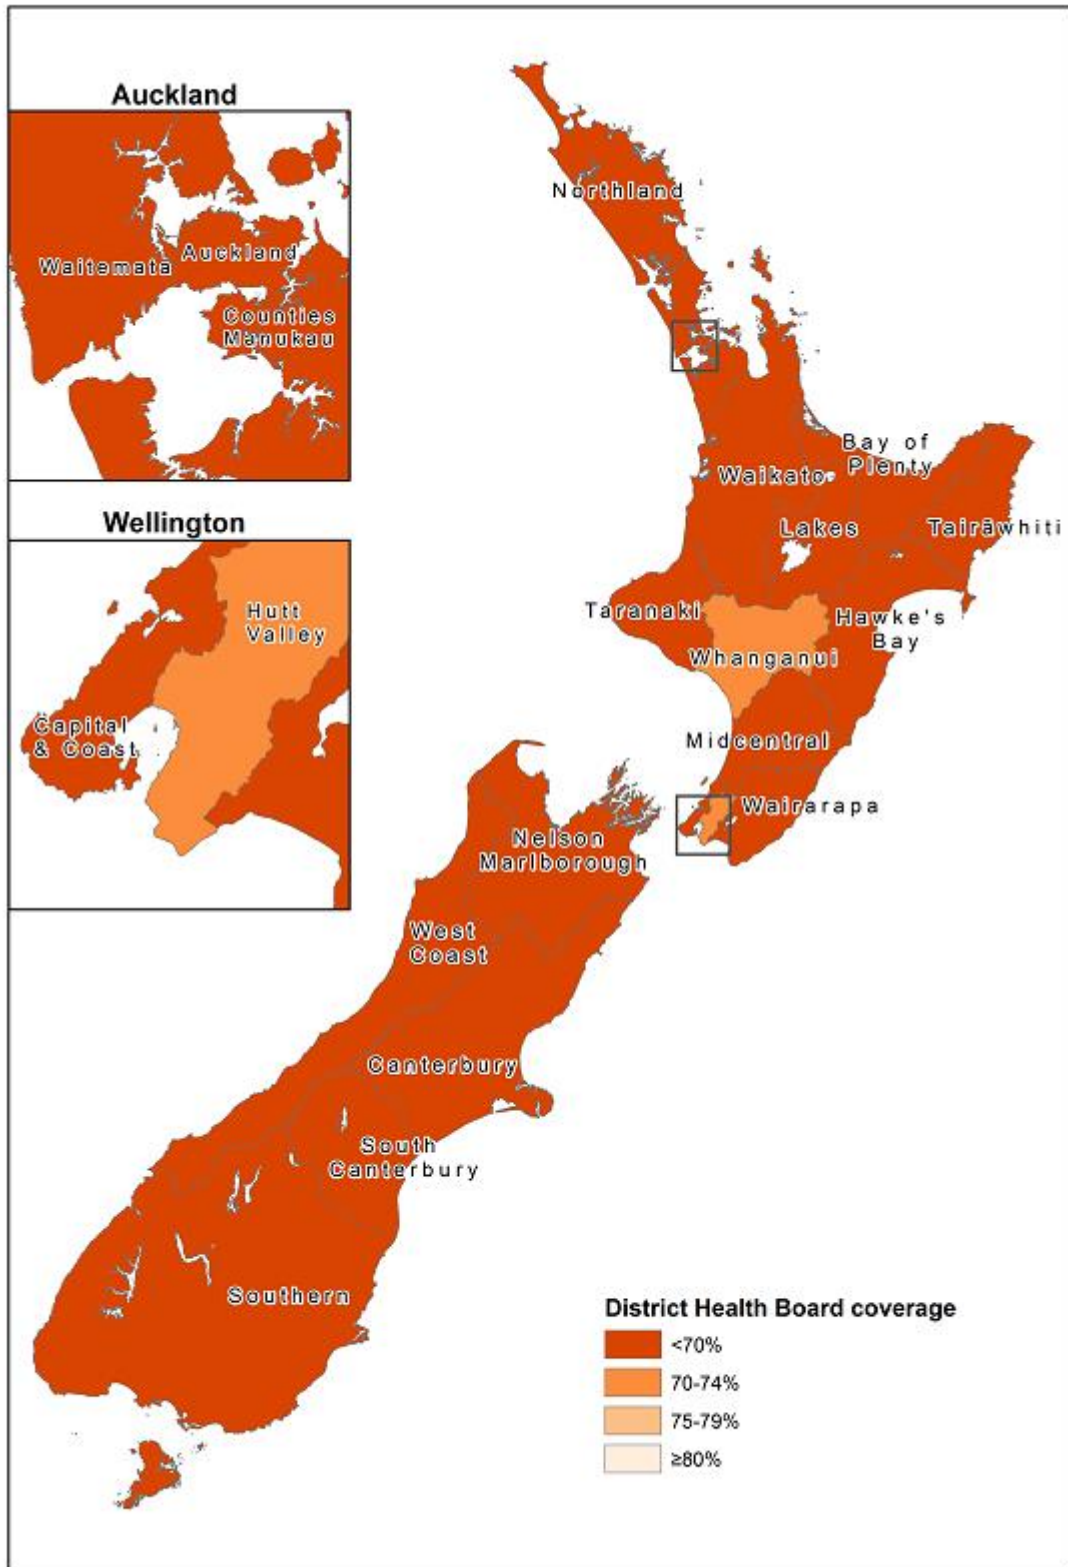 Auckland
Waitemata
Auckland
Counties
Manukau
Wellington
Hutt
Valley
Capital
& Coast
Northland
Bay of
Plenty
Waikato
Lakes
Tairāwhiti
Taranaki
Hawke's
Bay
Whanganui
Midcentral
Wairarapa
Nelson
Marlborough
West
Coast
Canterbury
South
Canterbury
Southern
District Health Board coverage
<70%
70-74%
75-79%
≥80%